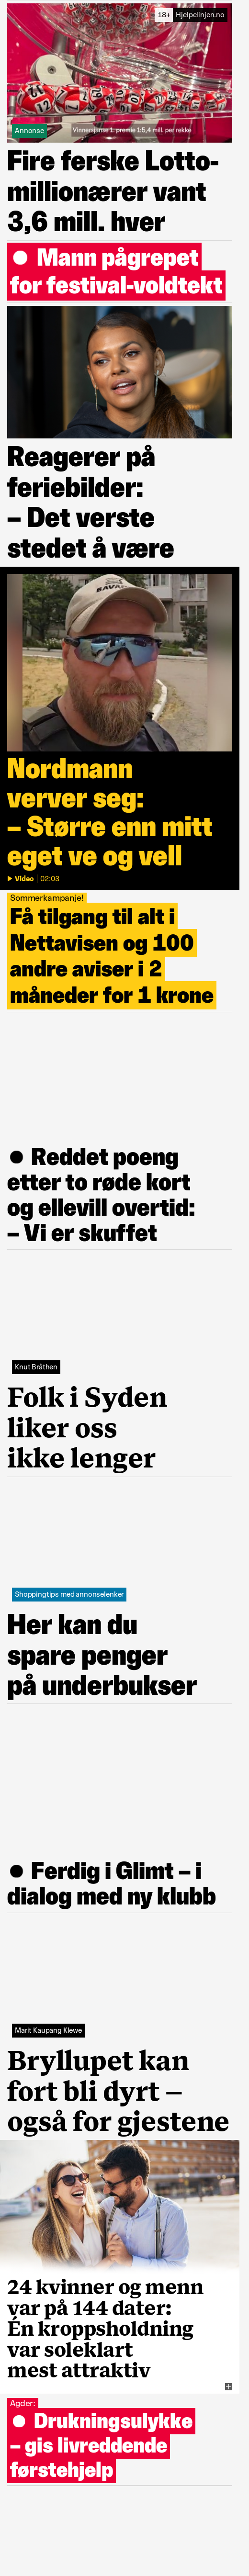 18+ Hjelpelinjen.no
Annonse
Vinnersjanse 1. premie 1:5,4 mill. per rekke
Fire ferske Lotto-
millionærer vant
3,6 mill. hver
Mann pågrepet
for festival-voldtekt
Reagerer på
feriebilder:
– Det verste
stedet å være
SAVAGE
Nordmann
verver seg:
– Større enn mitt
eget ve og vell
Video | 02:03
Sommerkampanje!
Få tilgang til alt i
Nettavisen og 100
andre aviser i 2
måneder for 1 krone
Reddet poeng
etter to røde kort
og ellevill overtid:
– Vi er skuffet
Knut Bråthen
Folk i Syden
liker oss
ikke lenger
Shoppingtips med annonselenker
Her kan du
spare penger
på underbukser
Ferdig i Glimt – i
dialog med ny klubb
Marit Kaupang Klewe
Bryllupet kan
fort bli dyrt –
også for gjestene
24 kvinner og menn
var på 144 dater:
Én kroppsholdning
var soleklart
mest attraktiv
Agder:
Drukningsulykke
– gis livreddende
førstehjelp